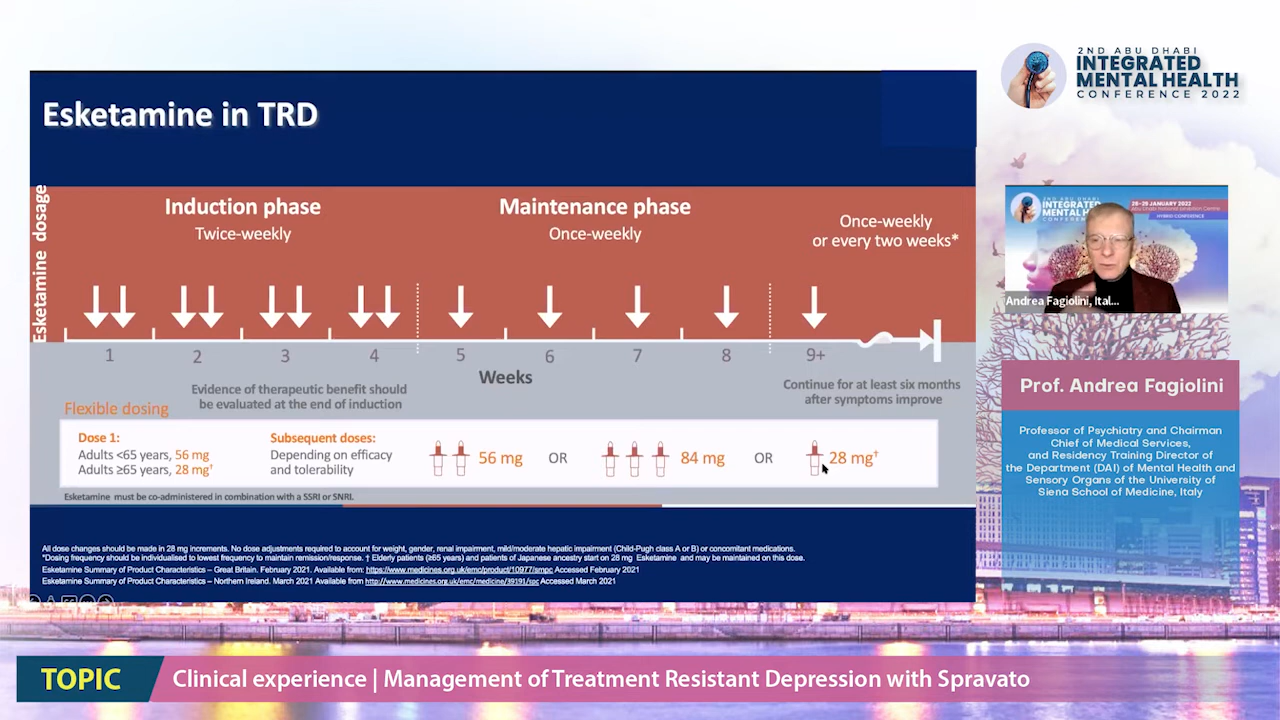 2ND ABU DHABI
INTEGRATED
MENTAL HEALTH
CONFERENCE 2022
Esketamine in TRD
Esketamine dosage
Induction phase
Twice-weekly
Maintenance phase
Once-weekly
Once-weekly
or every two weeks*
1 2 3 4 5 6 7 8 9+
Weeks
Evidence of therapeutic benefit should
be evaluated at the end of induction
Continue for at least six months
after symptoms improve
Flexible dosing
Dose 1:
Adults <65 years, 56 mg
Adults ≥65 years, 28 mg†
Subsequent doses:
Depending on efficacy
and tolerability
56 mg OR 84 mg OR 28 mg†
Esketamine must be co-administered in combination with a SSRI or SNRI.
All dose changes should be made in 28 mg increments. No dose adjustments required to account for weight, gender, renal impairment, mild/moderate hepatic impairment (Child-Pugh class A or B) or concomitant medications.
*Dosing frequency should be individualised to lowest frequency to maintain remission/response. † Elderly patients (≥65 years) and patients of Japanese ancestry start on 28 mg Esketamine and may be maintained on this dose.
Esketamine Summary of Product Characteristics – Great Britain. February 2021. Available from: https://www.medicines.org.uk/emc/product/10977/smpc Accessed February 2021
Esketamine Summary of Product Characteristics – Northern Ireland. March 2021 Available from http://www.medicines.org.uk/emc/medicine/39191/spc Accessed March 2021
INTEGRATED
MENTAL H
CONFERENC
JANUARY 2022
HYBRID CONFERENCE
Andrea Fagiolini, Ital...
Prof. Andrea Fagiolini
Professor of Psychiatry and Chairman
Chief of Medical Services,
and Residency Training Director of
the Department (DAI) of Mental Health and
Sensory Organs of the University of
Siena School of Medicine, Italy
TOPIC
Clinical experience | Management of Treatment Resistant Depression with Spravato